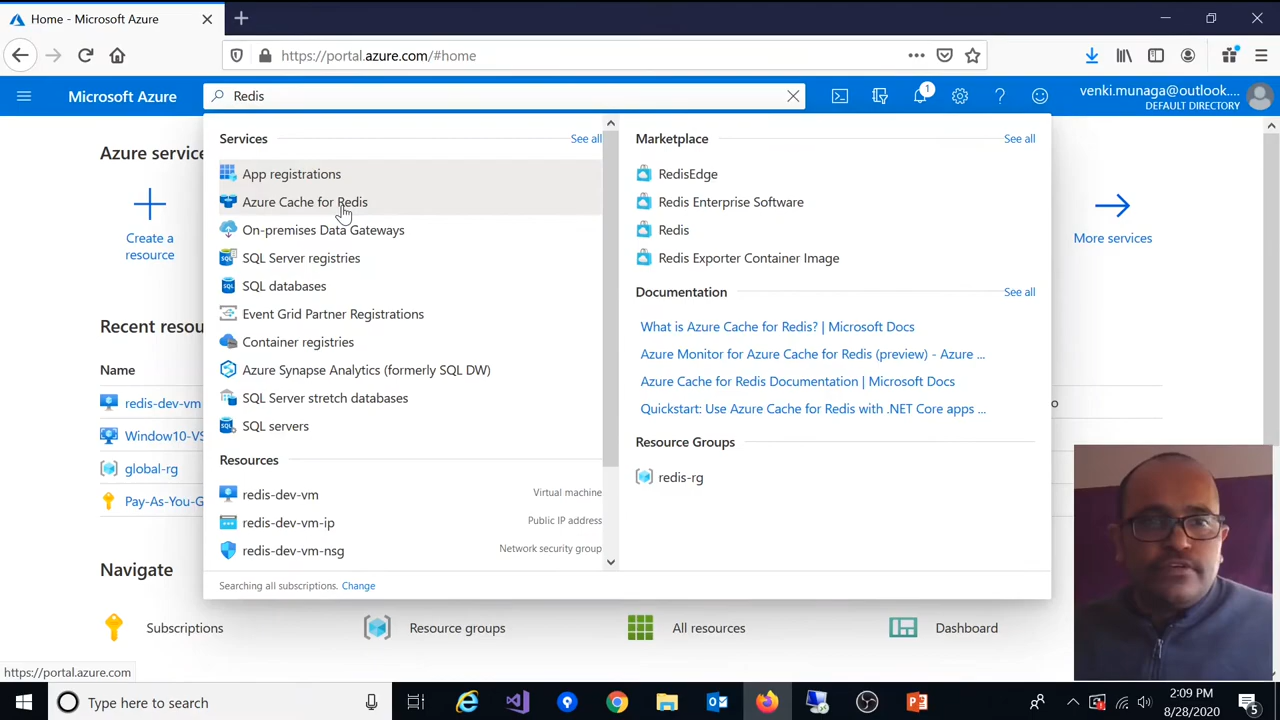 Home - Microsoft Azure
https://portal.azure.com/#home
Microsoft Azure
Redis
1
venki.munaga@outlook....
DEFAULT DIRECTORY
Azure service
Create a
resource
More services
Recent resou
Name
redis-dev-vm
Window10-VS
global-rg
Pay-As-You-G
o
Services
See all
App registrations
Azure Cache for Redis
On-premises Data Gateways
SQL Server registries
SQL databases
Event Grid Partner Registrations
Container registries
Azure Synapse Analytics (formerly SQL DW)
SQL Server stretch databases
SQL servers
Resources
redis-dev-vm
Virtual machine
redis-dev-vm-ip
Public IP address
redis-dev-vm-nsg
Network security group
Searching all subscriptions. Change
Marketplace
See all
RedisEdge
Redis Enterprise Software
Redis
Redis Exporter Container Image
Documentation
See all
What is Azure Cache for Redis? | Microsoft Docs
Azure Monitor for Azure Cache for Redis (preview) - Azure ...
Azure Cache for Redis Documentation | Microsoft Docs
Quickstart: Use Azure Cache for Redis with .NET Core apps ...
Resource Groups
redis-rg
Navigate
Subscriptions
Resource groups
All resources
Dashboard
https://portal.azure.com
Type here to search
2:09 PM
8/28/2020
5